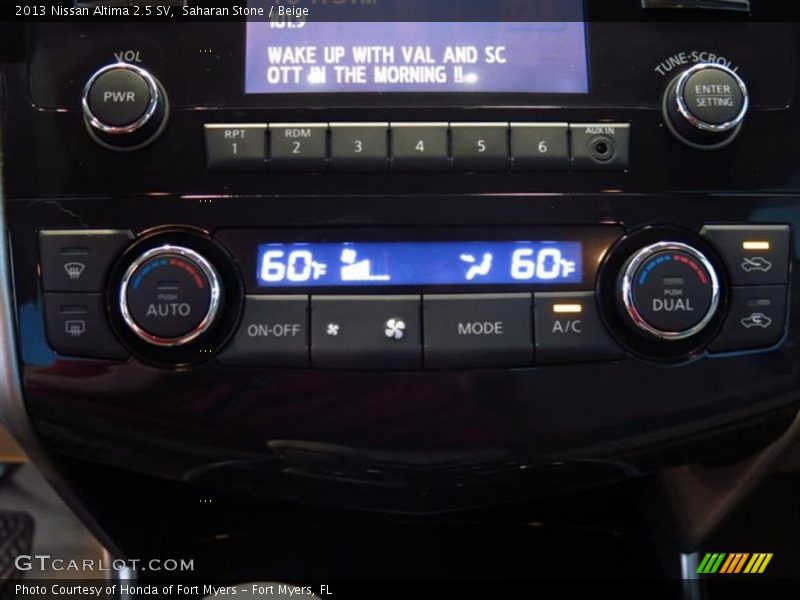 2013 Nissan Altima 2.5 SV,  Saharan Stone / Beige
101.9
VOL
WAKE UP WITH VAL AND SC
OTT IN THE MORNING !!
TUNE·SCROLL
PWR
ENTER
SETTING
RPT
1
RDM
2
3
4
5
6
AUX IN
60°F
60°F
PUSH
AUTO
ON·OFF
MODE
A/C
PUSH
DUAL
GTCARLOT.COM
Photo Courtesy of Honda of Fort Myers – Fort Myers, FL